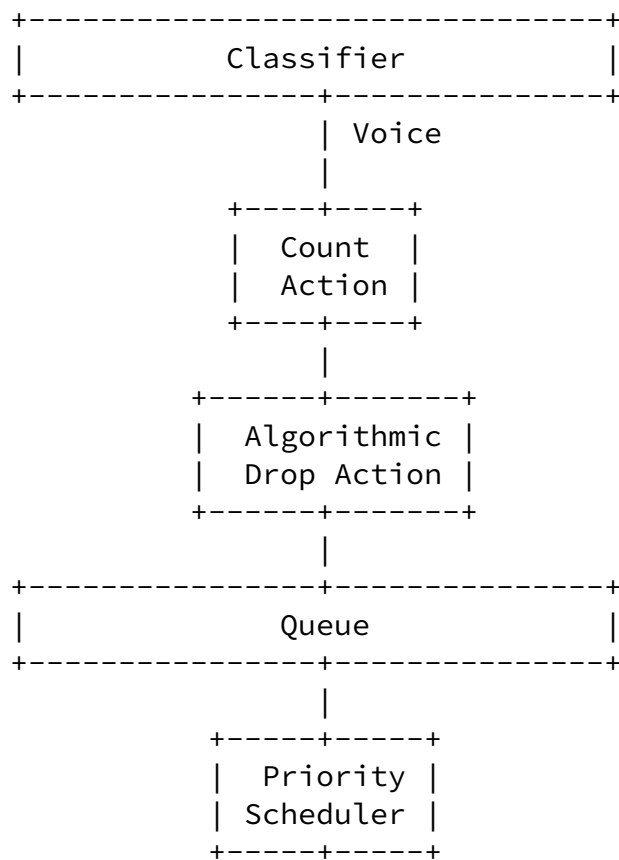 Classifier
Voice
Count
Action
Algorithmic
Drop Action
Queue
Priority
Scheduler